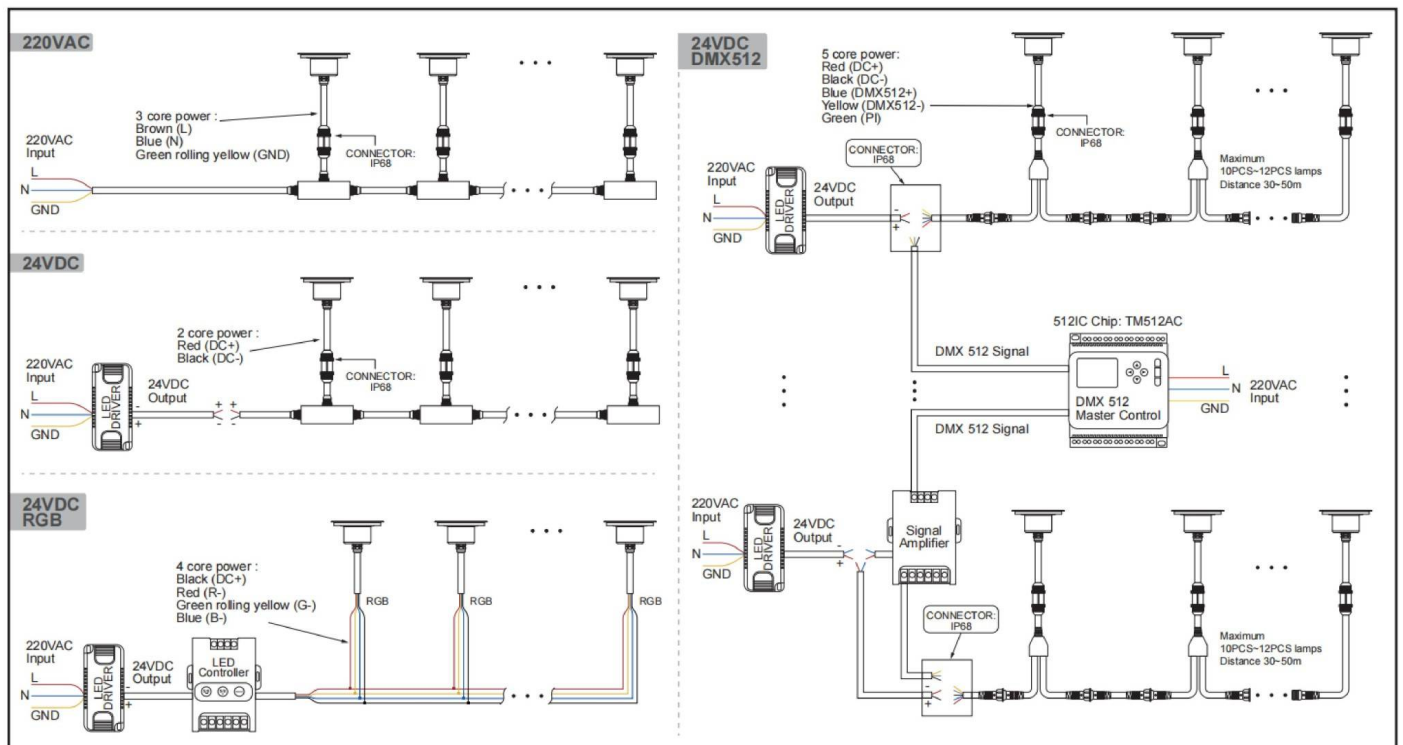 220VAC
3 core power :
Brown (L)
Blue (N)
Green rolling yellow (GND)
CONNECTOR:
IP68
220VAC
Input
L
N
GND
24VDC
2 core power :
Red (DC+)
Black (DC-)
CONNECTOR:
IP68
220VAC
Input
L
N
GND
LED
DRIVER
24VDC
Output
-
+
+ +
- -
24VDC
RGB
4 core power :
Black (DC+)
Red (R-)
Green rolling yellow (G-)
Blue (B-)
RGB
RGB
RGB
220VAC
Input
L
N
GND
LED
DRIVER
24VDC
Output
-
+
LED
Controller
24VDC
DMX512
5 core power:
Red (DC+)
Black (DC-)
Blue (DMX512+)
Yellow (DMX512-)
Green (PI)
CONNECTOR:
IP68
CONNECTOR:
IP68
220VAC
Input
L
N
GND
LED
DRIVER
24VDC
Output
-
+
Maximum
10PCS~12PCS lamps
Distance 30~50m
512IC Chip: TM512AC
DMX 512 Signal
DMX 512
Master Control
L
N
GND
220VAC
Input
DMX 512 Signal
220VAC
Input
L
N
GND
LED
DRIVER
24VDC
Output
-
+
Signal
Amplifier
CONNECTOR:
IP68
-
+
Maximum
10PCS~12PCS lamps
Distance 30~50m